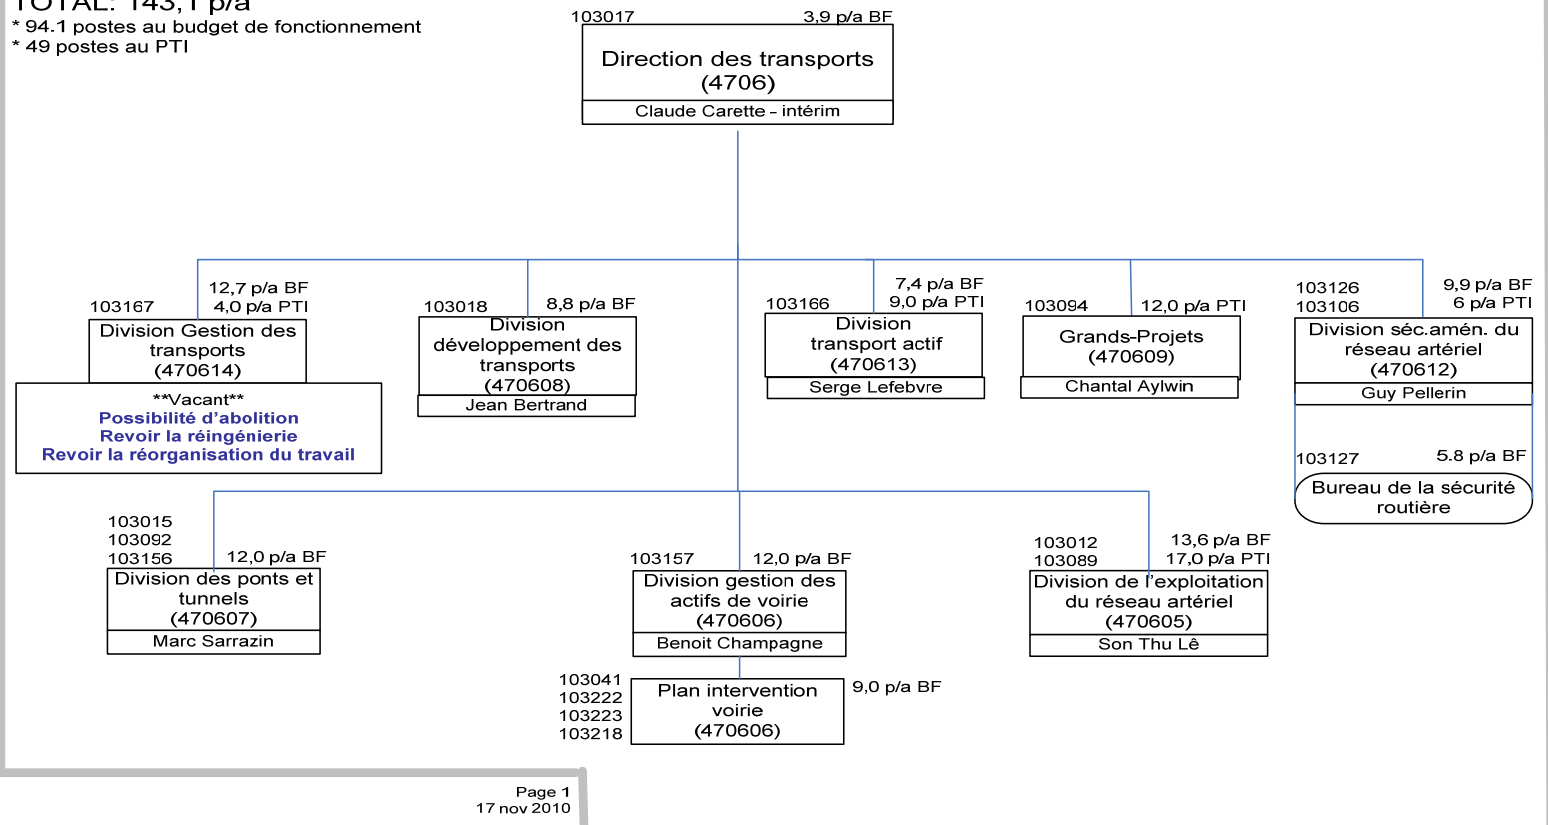 TOTAL: 143,1 p/a
* 94.1 postes au budget de fonctionnement
* 49 postes au PTI
103017 3,9 p/a BF
Direction des transports
(4706)
Claude Carette - intérim
103167 12,7 p/a BF
4,0 p/a PTI
Division Gestion des
transports
(470614)
**Vacant**
Possibilité d'abolition
Revoir la réingénierie
Revoir la réorganisation du travail
103018 8,8 p/a BF
Division
développement des
transports
(470608)
Jean Bertrand
7,4 p/a BF
103166 9,0 p/a PTI
Division
transport actif
(470613)
Serge Lefebvre
103094 12,0 p/a PTI
Grands-Projets
(470609)
Chantal Aylwin
103126 9,9 p/a BF
103106 6 p/a PTI
Division séc.amén. du
réseau artériel
(470612)
Guy Pellerin
103127 5.8 p/a BF
Bureau de la sécurité
routière
103015
103092
103156 12,0 p/a BF
Division des ponts et
tunnels
(470607)
Marc Sarrazin
103157 12,0 p/a BF
Division gestion des
actifs de voirie
(470606)
Benoit Champagne
103041
103222
103223
103218
Plan intervention
voirie
(470606)
9,0 p/a BF
103012 13,6 p/a BF
103089 17,0 p/a PTI
Division de l'exploitation
du réseau artériel
(470605)
Son Thu Lê
Page 1
17 nov 2010